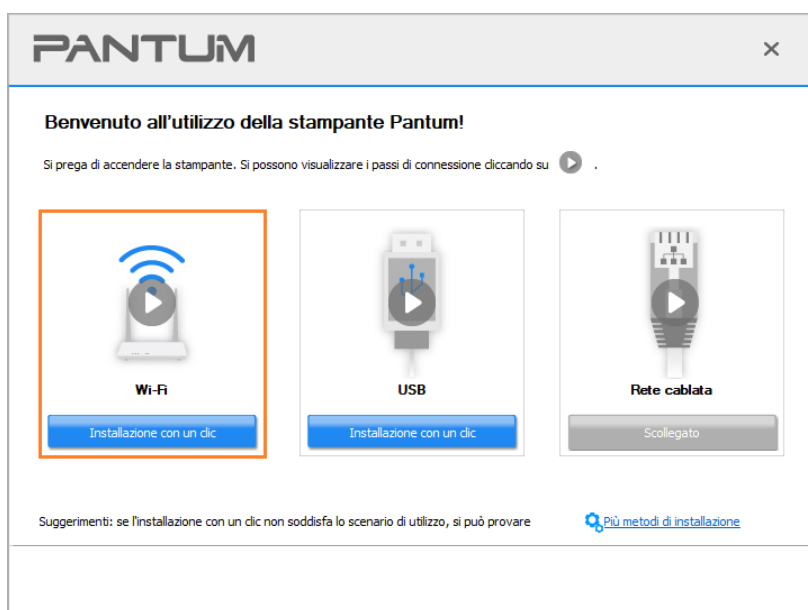 PANTUM
Benvenuto all'utilizzo della stampante Pantum!
Si prega di accendere la stampante. Si possono visualizzare i passi di connessione cliccando su .
Wi-Fi
USB
Rete cablata
Installazione con un clic
Installazione con un clic
Scollegato
Suggerimenti: se l'installazione con un clic non soddisfa lo scenario di utilizzo, si può provare
Più metodi di installazione